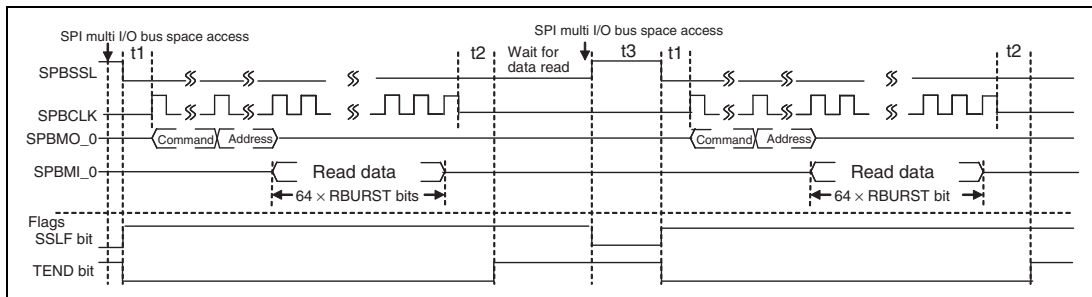 SPI multi I/O bus space access
SPI multi I/O bus space access
t1 t2 Wait for data read t3 t1 t2
SPBSSL
SPBCLK
SPBMO_0 Command Address Command Address
SPBMI_0 Read data Read data
64 × RBURST bits 64 × RBURST bit
Flags
SSLF bit
TEND bit